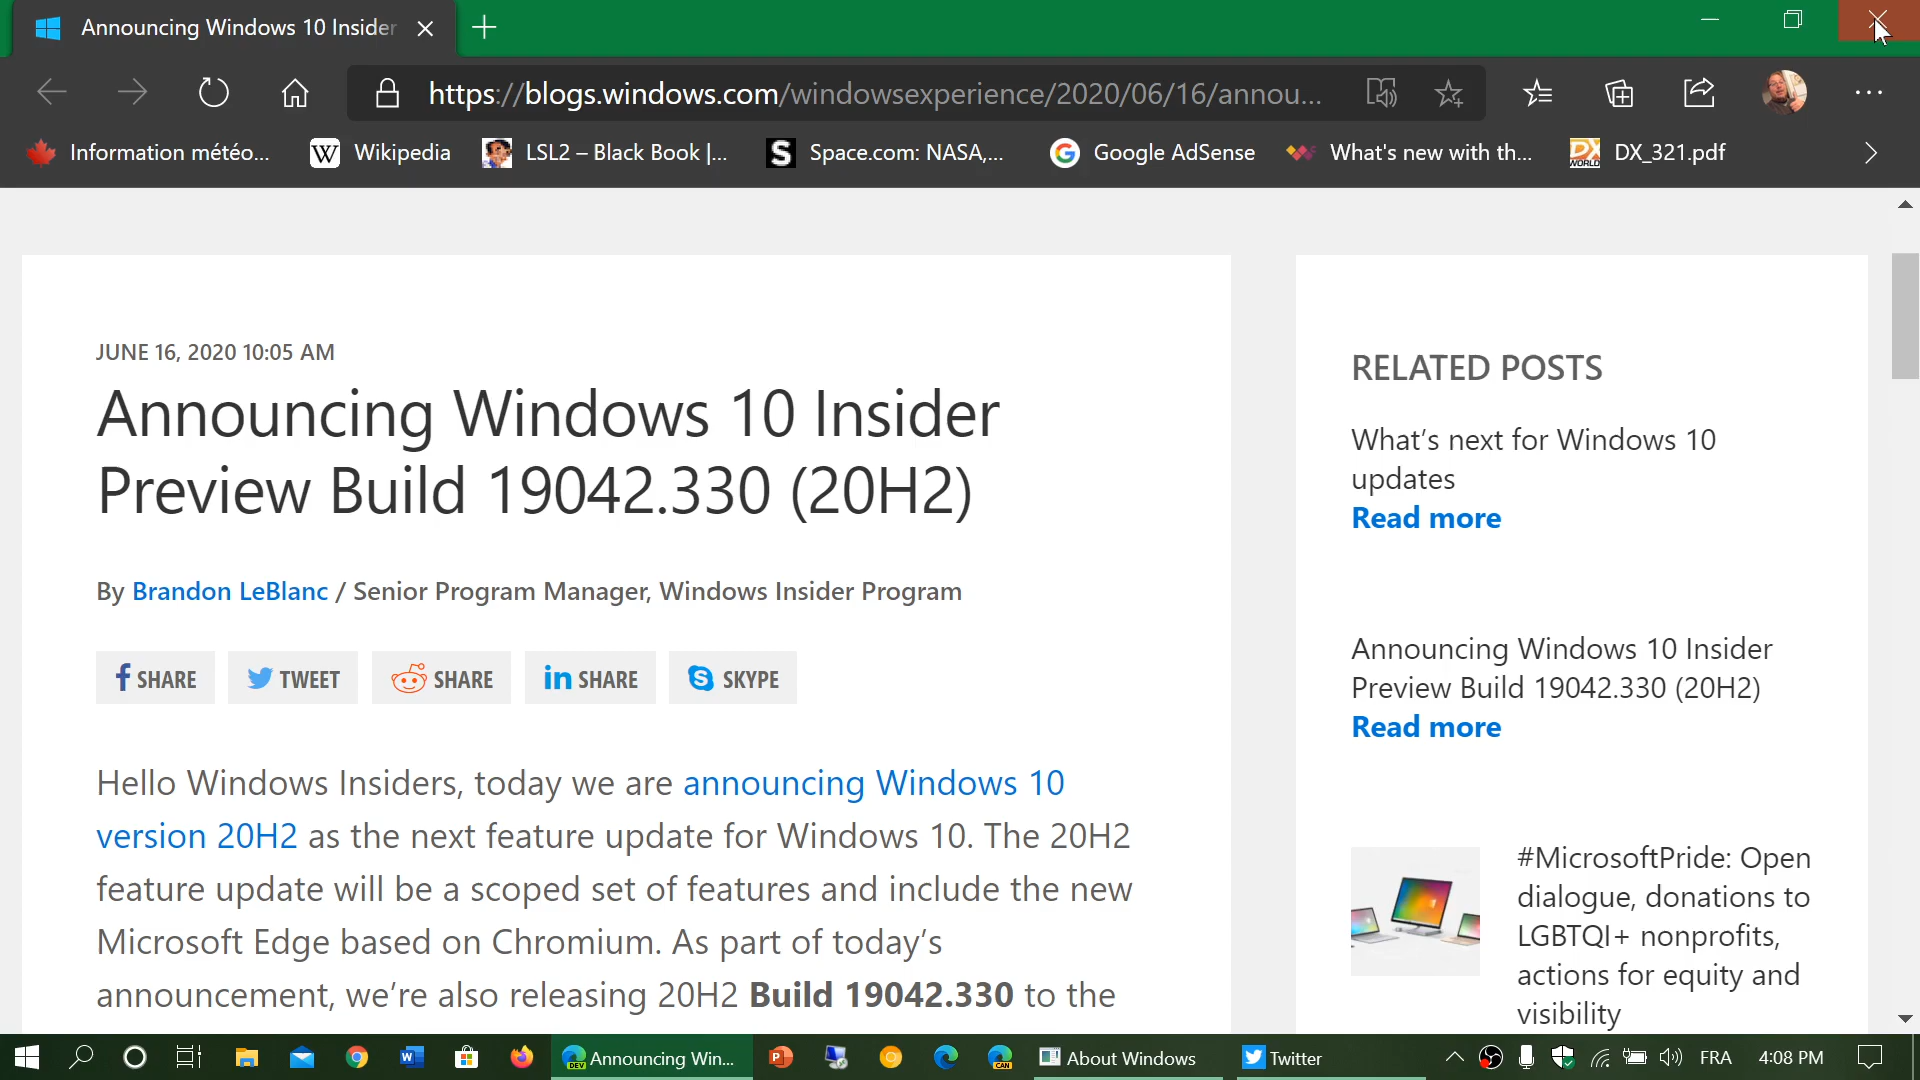 Announcing Windows 10 Insider
https://blogs.windows.com/windowsexperience/2020/06/16/annou...
Information météo...
W Wikipedia
LSL2 – Black Book |...
S Space.com: NASA,...
G Google AdSense
What's new with th...
DX WORLD DX_321.pdf
JUNE 16, 2020 10:05 AM
Announcing Windows 10 Insider
Preview Build 19042.330 (20H2)
By Brandon LeBlanc / Senior Program Manager, Windows Insider Program
f SHARE
TWEET
SHARE
in SHARE
S SKYPE
Hello Windows Insiders, today we are announcing Windows 10
version 20H2 as the next feature update for Windows 10. The 20H2
feature update will be a scoped set of features and include the new
Microsoft Edge based on Chromium. As part of today’s
announcement, we’re also releasing 20H2 Build 19042.330 to the
RELATED POSTS
What’s next for Windows 10
updates
Read more
Announcing Windows 10 Insider
Preview Build 19042.330 (20H2)
Read more
#MicrosoftPride: Open
dialogue, donations to
LGBTQI+ nonprofits,
actions for equity and
visibility
W
DEV
Announcing Win...
P
CAN
About Windows
Twitter
FRA
4:08 PM